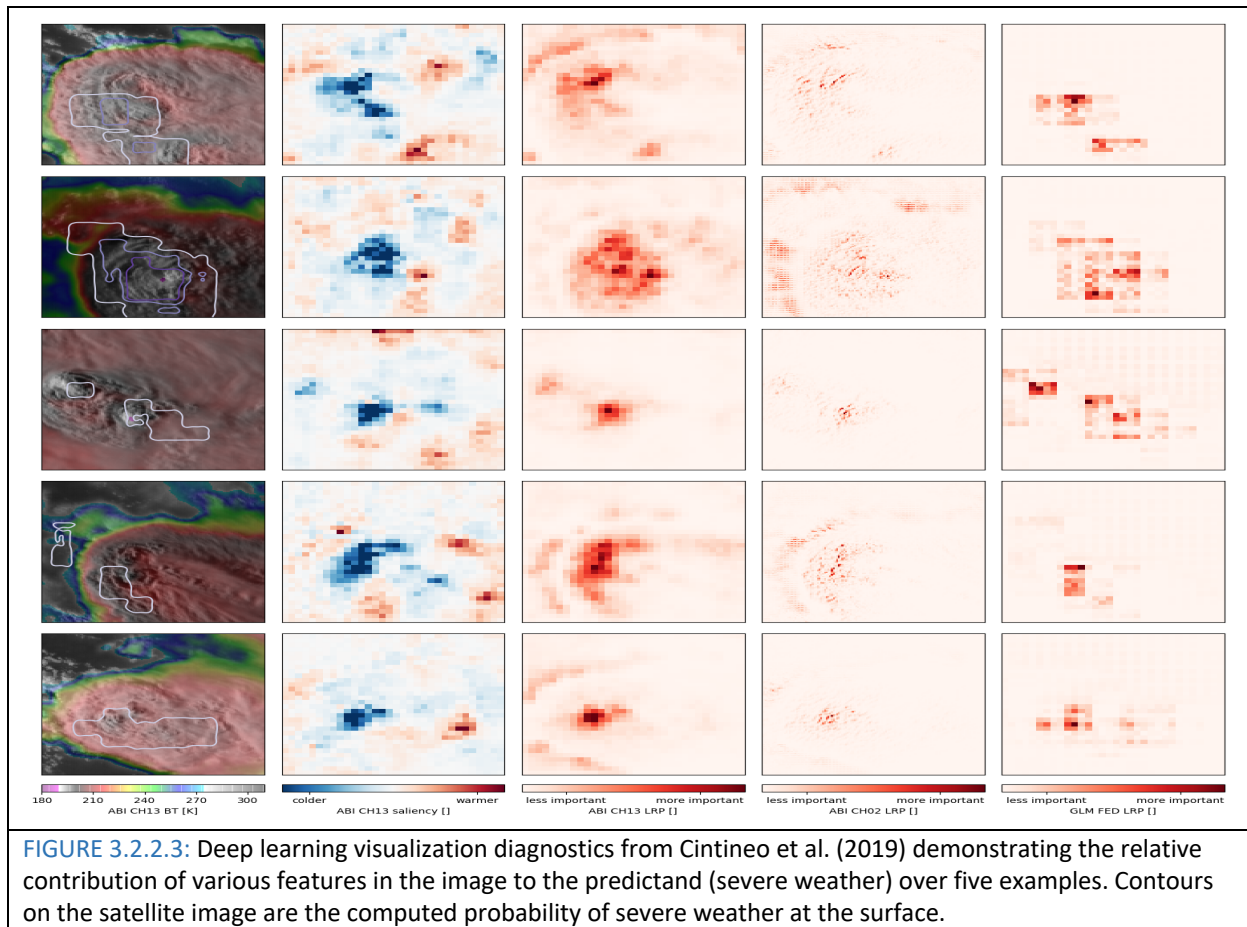 180 210 240 270 300
ABI CH13 BT [K]
colder warmer
ABI CH13 saliency []
less important more important
ABI CH13 LRP []
less important more important
ABI CH02 LRP []
less important more important
GLM FED LRP []
FIGURE 3.2.2.3: Deep learning visualization diagnostics from Cintineo et al. (2019) demonstrating the relative
contribution of various features in the image to the predictand (severe weather) over five examples. Contours
on the satellite image are the computed probability of severe weather at the surface.